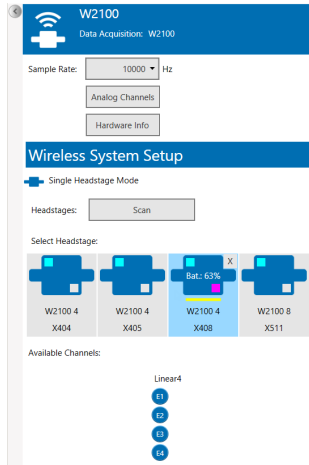 W2100
Data Acquisition: W2100
Sample Rate: 10000 Hz
Analog Channels
Hardware Info
Wireless System Setup
Single Headstage Mode
Headstages: Scan
Select Headstage:
X
Bat.: 63%
W2100 4 W2100 4 W2100 4 W2100 8
X404 X405 X408 X511
Available Channels:
Linear4
E1
E2
E3
E4